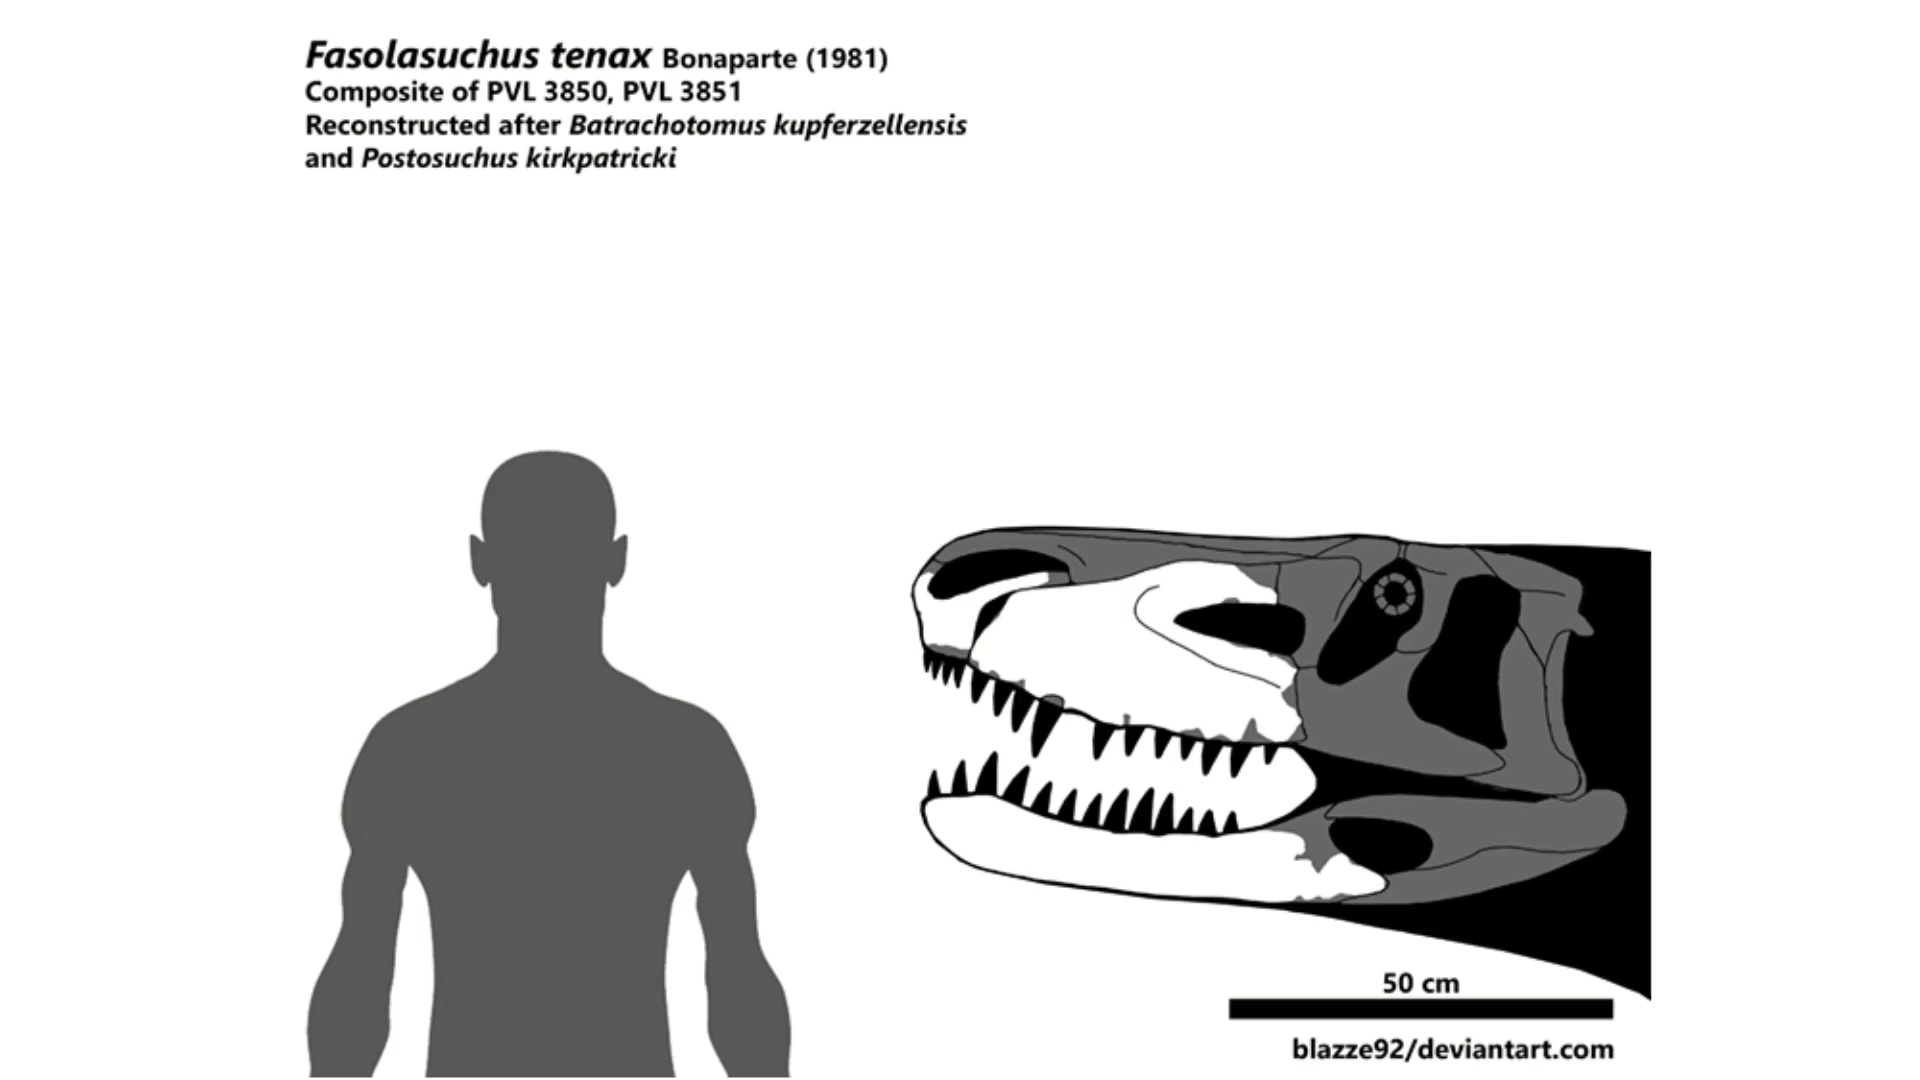 Fasolasuchus tenax Bonaparte (1981)
Composite of PVL 3850, PVL 3851
Reconstructed after Batrachotomus kupferzellensis
and Postosuchus kirkpatricki
50 cm
blazze92/deviantart.com